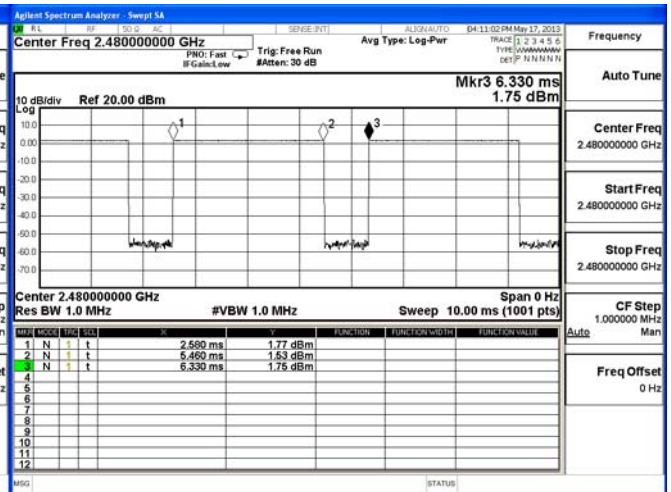 Agilent Spectrum Analyzer - Swept SA
RL RF 50 Ω AC SENSE:INT ALIGNAUTO 04:11:02 PM May 17, 2013
Center Freq 2.480000000 GHz
PNO: Fast
IFGain:Low
Trig: Free Run
#Atten: 30 dB
Avg Type: Log-Pwr
TRACE 1 2 3 4 5 6
TYPE WWWWWW
DET P N N N N N
Frequency
Auto Tune
Mkr3 6.330 ms
1.75 dBm
10 dB/div Ref 20.00 dBm
Log
10.0
0.00
-10.0
-20.0
-30.0
-40.0
-50.0
-60.0
-70.0
1
2
3
Center 2.480000000 GHz Span 0 Hz
Res BW 1.0 MHz #VBW 1.0 MHz Sweep 10.00 ms (1001 pts)
MKR MODE TRC SCL X Y FUNCTION FUNCTION WIDTH FUNCTION VALUE
1 N 1 t 2.580 ms 1.77 dBm
2 N 1 t 5.460 ms 1.53 dBm
3 N 1 t 6.330 ms 1.75 dBm
4
5
6
7
8
9
10
11
12
MSG STATUS
Center Freq
2.480000000 GHz
Start Freq
2.480000000 GHz
Stop Freq
2.480000000 GHz
CF Step
1.000000 MHz
Auto Man
Freq Offset
0 Hz